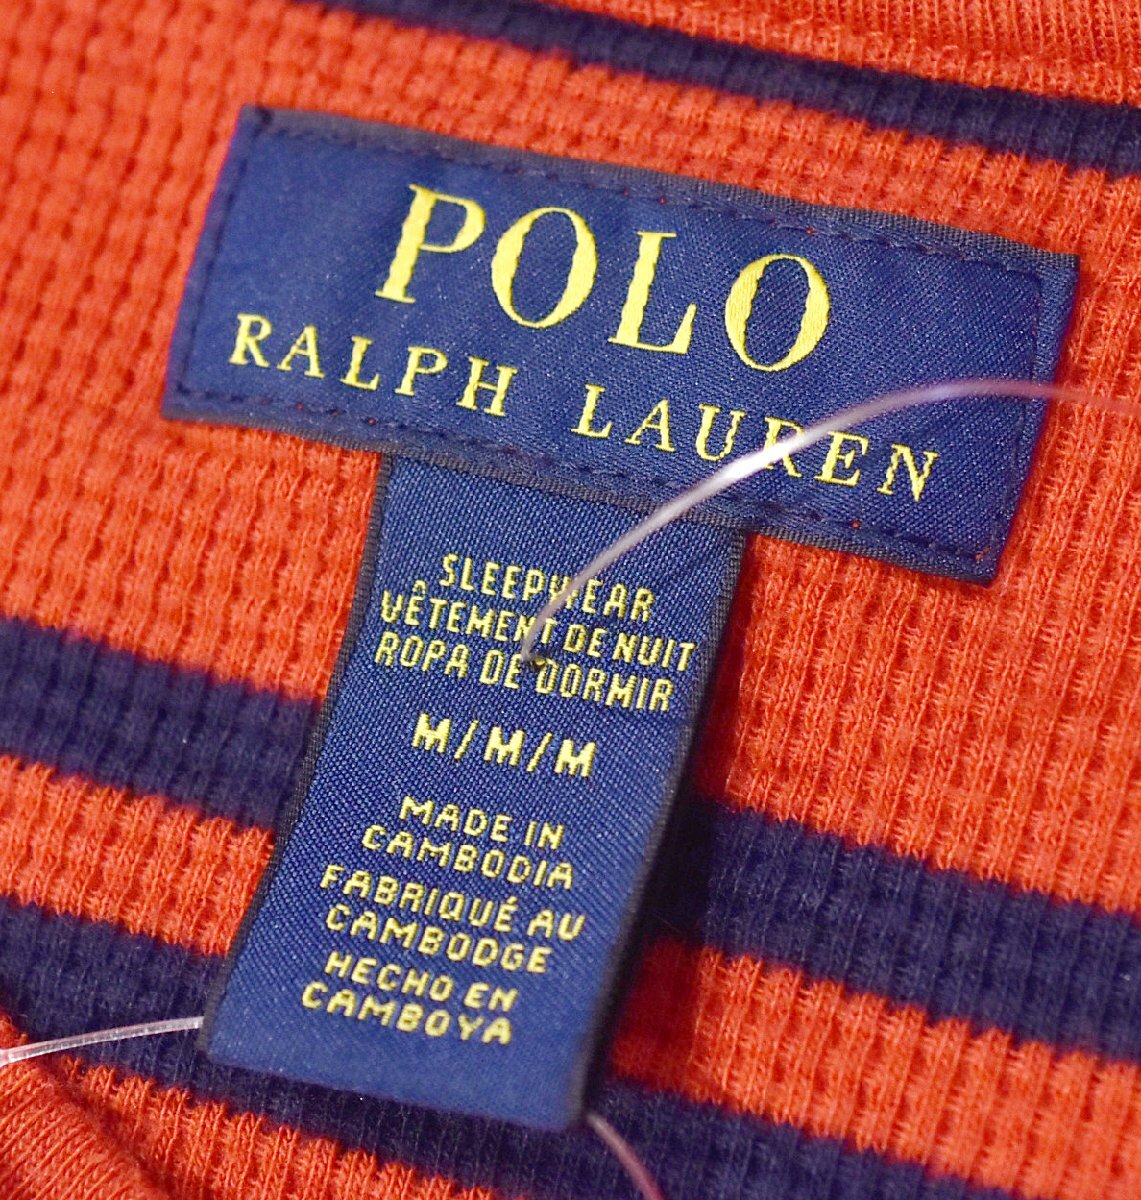 POLO
RALPH LAUREN
SLEEPWEAR
VÊTEMENT DE NUIT
ROPA DE DORMIR
M/M/M
MADE IN
CAMBODIA
FABRIQUÉ AU
CAMBODGE
HECHO EN
CAMBOYA